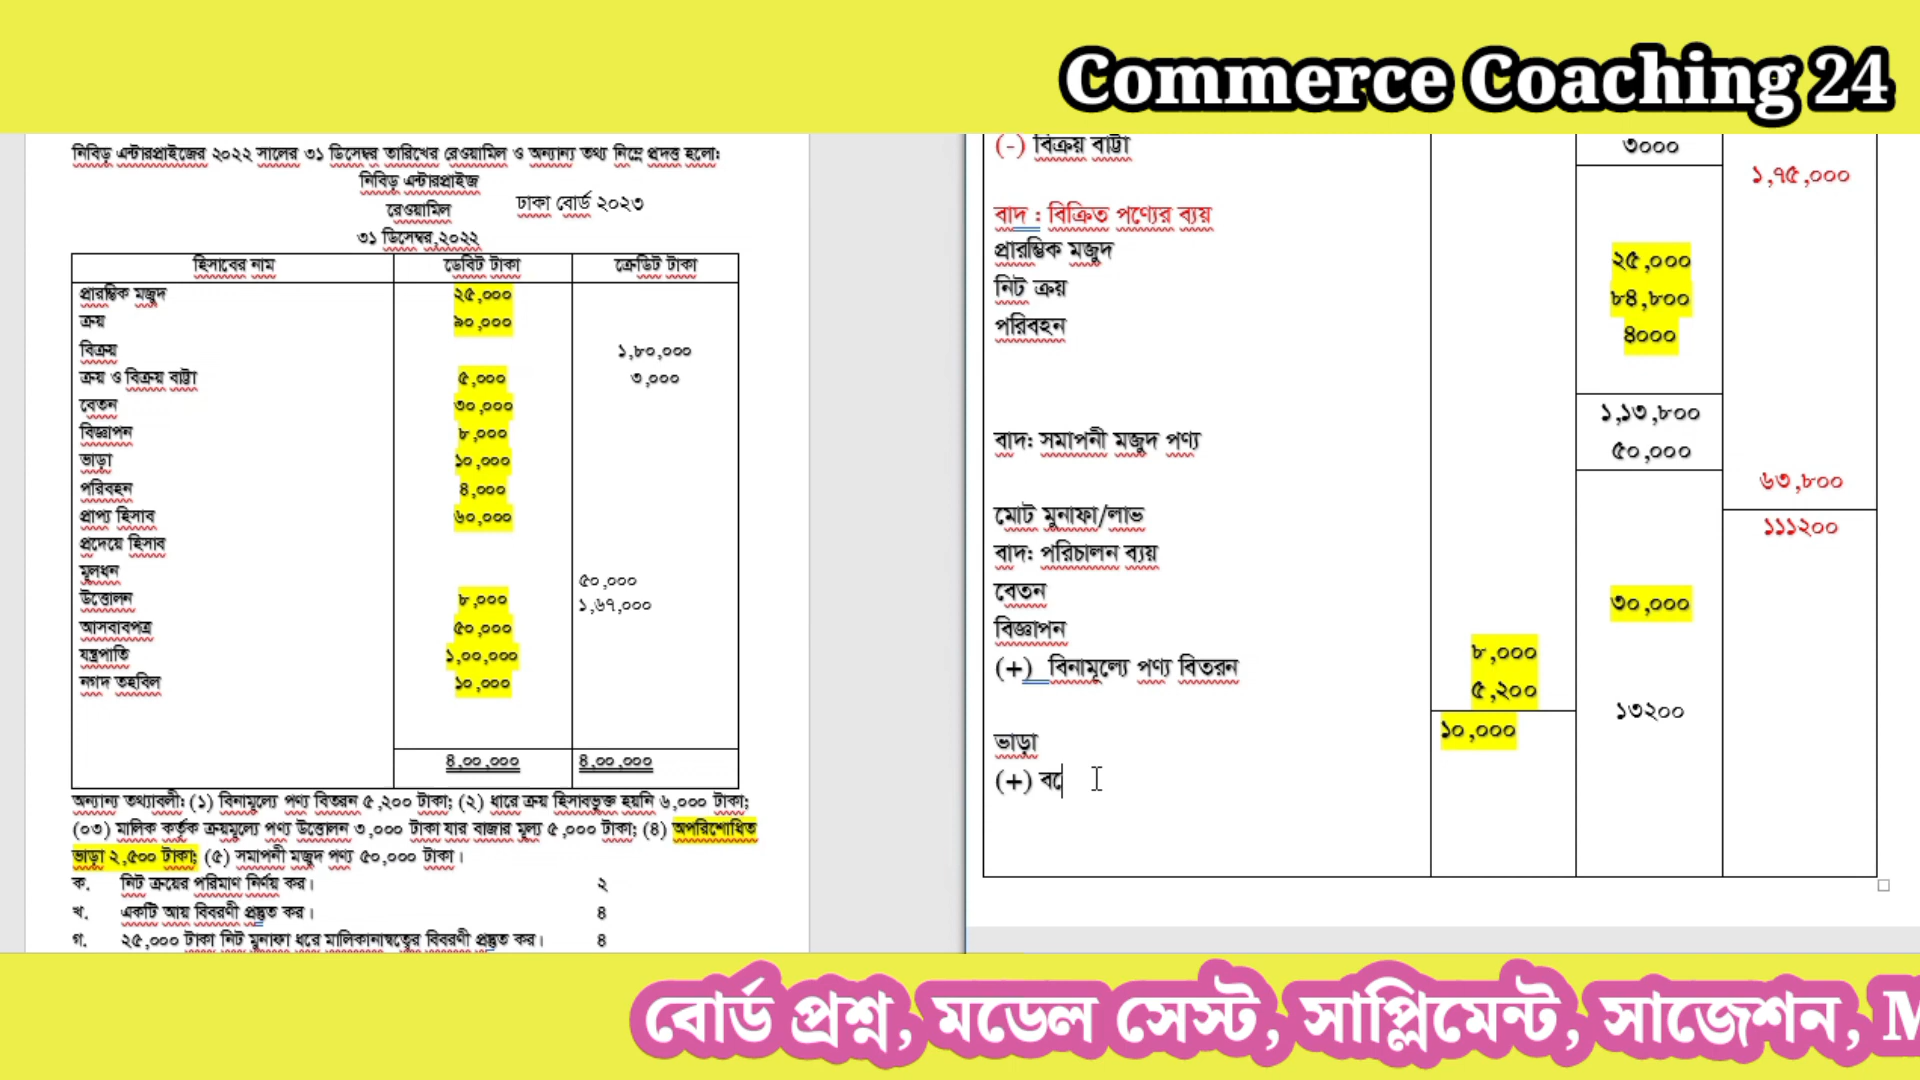 Commerce Coaching 24
নিবিড় এন্টারপ্রাইজের ২০২২ সালের ৩১ ডিসেম্বর তারিখের রেওয়ামিল ও অন্যান্য তথ্য নিম্নে প্রদত্ত হলো:
নিবিড় এন্টারপ্রাইজ
রেওয়ামিল ঢাকা বোর্ড ২০২৩
৩১ ডিসেম্বর,২০২২
হিসাবের নাম ডেবিট টাকা ক্রেডিট টাকা
প্রারম্ভিক মজুদ ২৫,০০০
ক্রয় ৯০,০০০
বিক্রয় ১,৮০,০০০
ক্রয় ও বিক্রয় বাট্টা ৫,০০০ ৩,০০০
বেতন ৩০,০০০
বিজ্ঞাপন ৮,০০০
ভাড়া ১০,০০০
পরিবহন ৪,০০০
প্রাপ্য হিসাব ৬০,০০০
প্রদেয়ে হিসাব
মূলধন ৫০,০০০
উত্তোলন ৮,০০০ ১,৬৭,০০০
আসবাবপত্র ৫০,০০০
যন্ত্রপাতি ১,০০,০০০
নগদ তহবিল ১০,০০০
৪,০০,০০০ ৪,০০,০০০
অন্যান্য তথ্যাবলী: (১) বিনামূল্যে পণ্য বিতরন ৫,২০০ টাকা; (২) ধারে ক্রয় হিসাবভুক্ত হয়নি ৬,০০০ টাকা;
(০৩) মালিক কর্তৃক ক্রয়মূল্যে পণ্য উত্তোলন ৩,০০০ টাকা যার বাজার মূল্য ৫,০০০ টাকা; (৪) অপরিশোধিত
ভাড়া ২,৫০০ টাকা; (৫) সমাপনী মজুদ পণ্য ৫০,০০০ টাকা।
ক. নিট ক্রয়ের পরিমাণ নির্ণয় কর। ২
খ. একটি আয় বিবরণী প্রস্তুত কর। ৪
গ. ২৫,০০০ টাকা নিট মুনাফা ধরে মালিকানাস্বত্বের বিবরণী প্রস্তুত কর। ৪
(-) বিক্রয় বাট্টা ৩০০০
১,৭৫,০০০
বাদ : বিক্রিত পণ্যের ব্যয়
প্রারম্ভিক মজুদ ২৫,০০০
নিট ক্রয় ৮৪,৮০০
পরিবহন ৪০০০
১,১৩,৮০০
বাদ: সমাপনী মজুদ পণ্য ৫০,০০০
৬৩,৮০০
মোট মুনাফা/লাভ ১১১২০০
বাদ: পরিচালন ব্যয়
বেতন ৩০,০০০
বিজ্ঞাপন ৮,০০০
(+) বিনামূল্যে পণ্য বিতরন ৫,২০০
১৩২০০
ভাড়া ১০,০০০
(+) বকে
বোর্ড প্রশ্ন, মডেল সেস্ট, সাপ্লিমেন্ট, সাজেশন, M